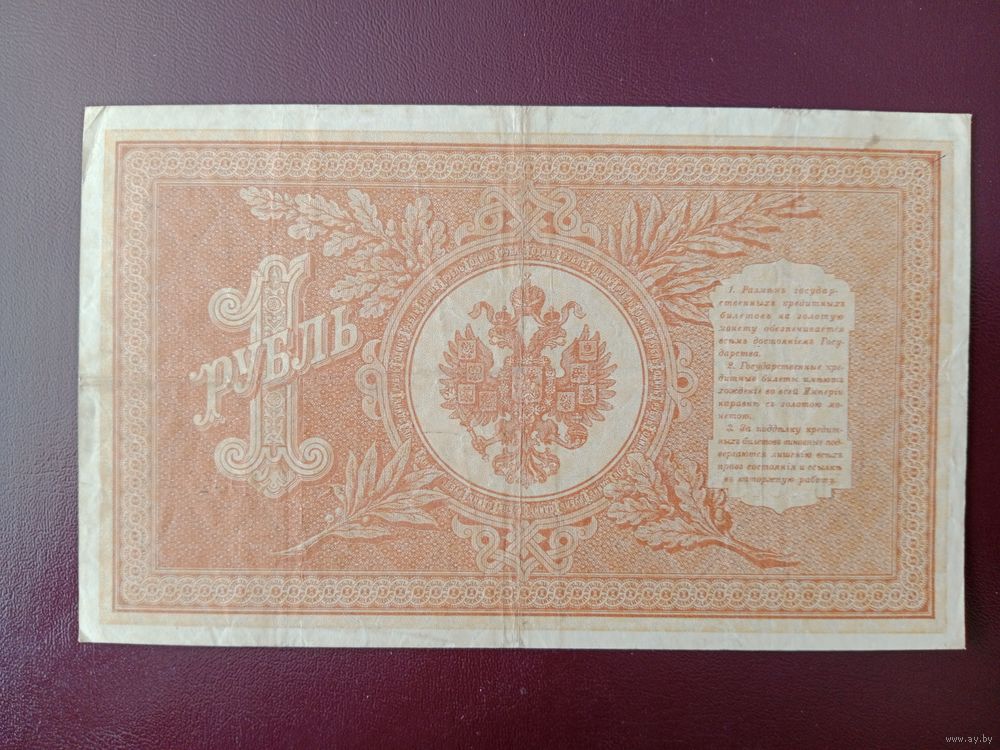 1
РУБЛЬ
1. Размѣнъ государ-
ственныхъ кредитныхъ
билетовъ на золотую
монету обезпечивается
всѣмъ достояніемъ Госу-
дарства.
2. Государственные кре-
дитные билеты имѣютъ
хожденіе во всей Имперіи
наравнѣ съ золотою мо-
нетою.
3. За поддѣлку кредит-
ныхъ билетовъ виновные под-
вергаются лишенію всѣхъ
правъ состоянія и ссылкѣ
въ каторжную работу.
www.ay.by